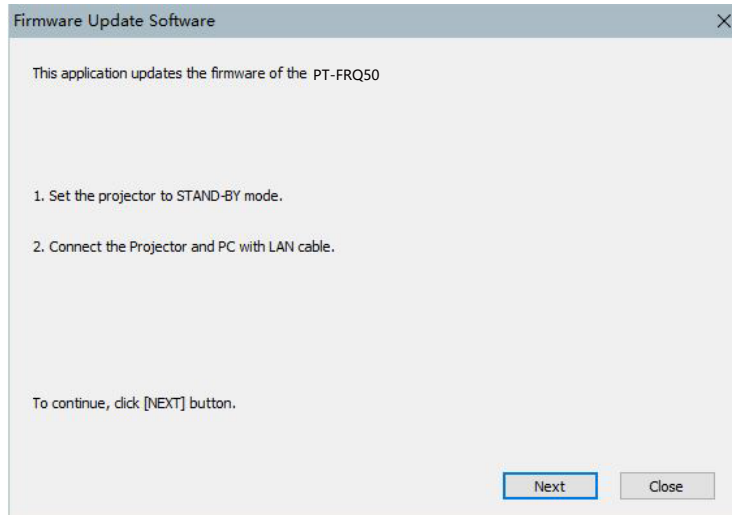 Firmware Update Software
This application updates the firmware of the PT-FRQ50
1. Set the projector to STAND-BY mode.
2. Connect the Projector and PC with LAN cable.
To continue, click [NEXT] button.
Next
Close